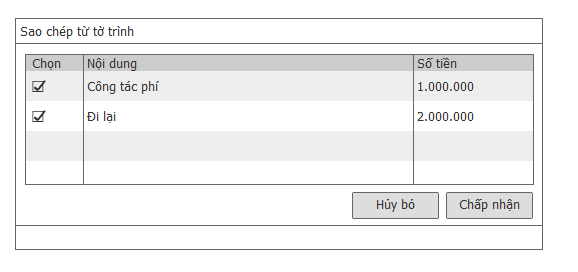 Sao chép từ tờ trình
Chọn Nội dung Số tiền
Công tác phí 1.000.000
Đi lại 2.000.000
Hủy bỏ Chấp nhận